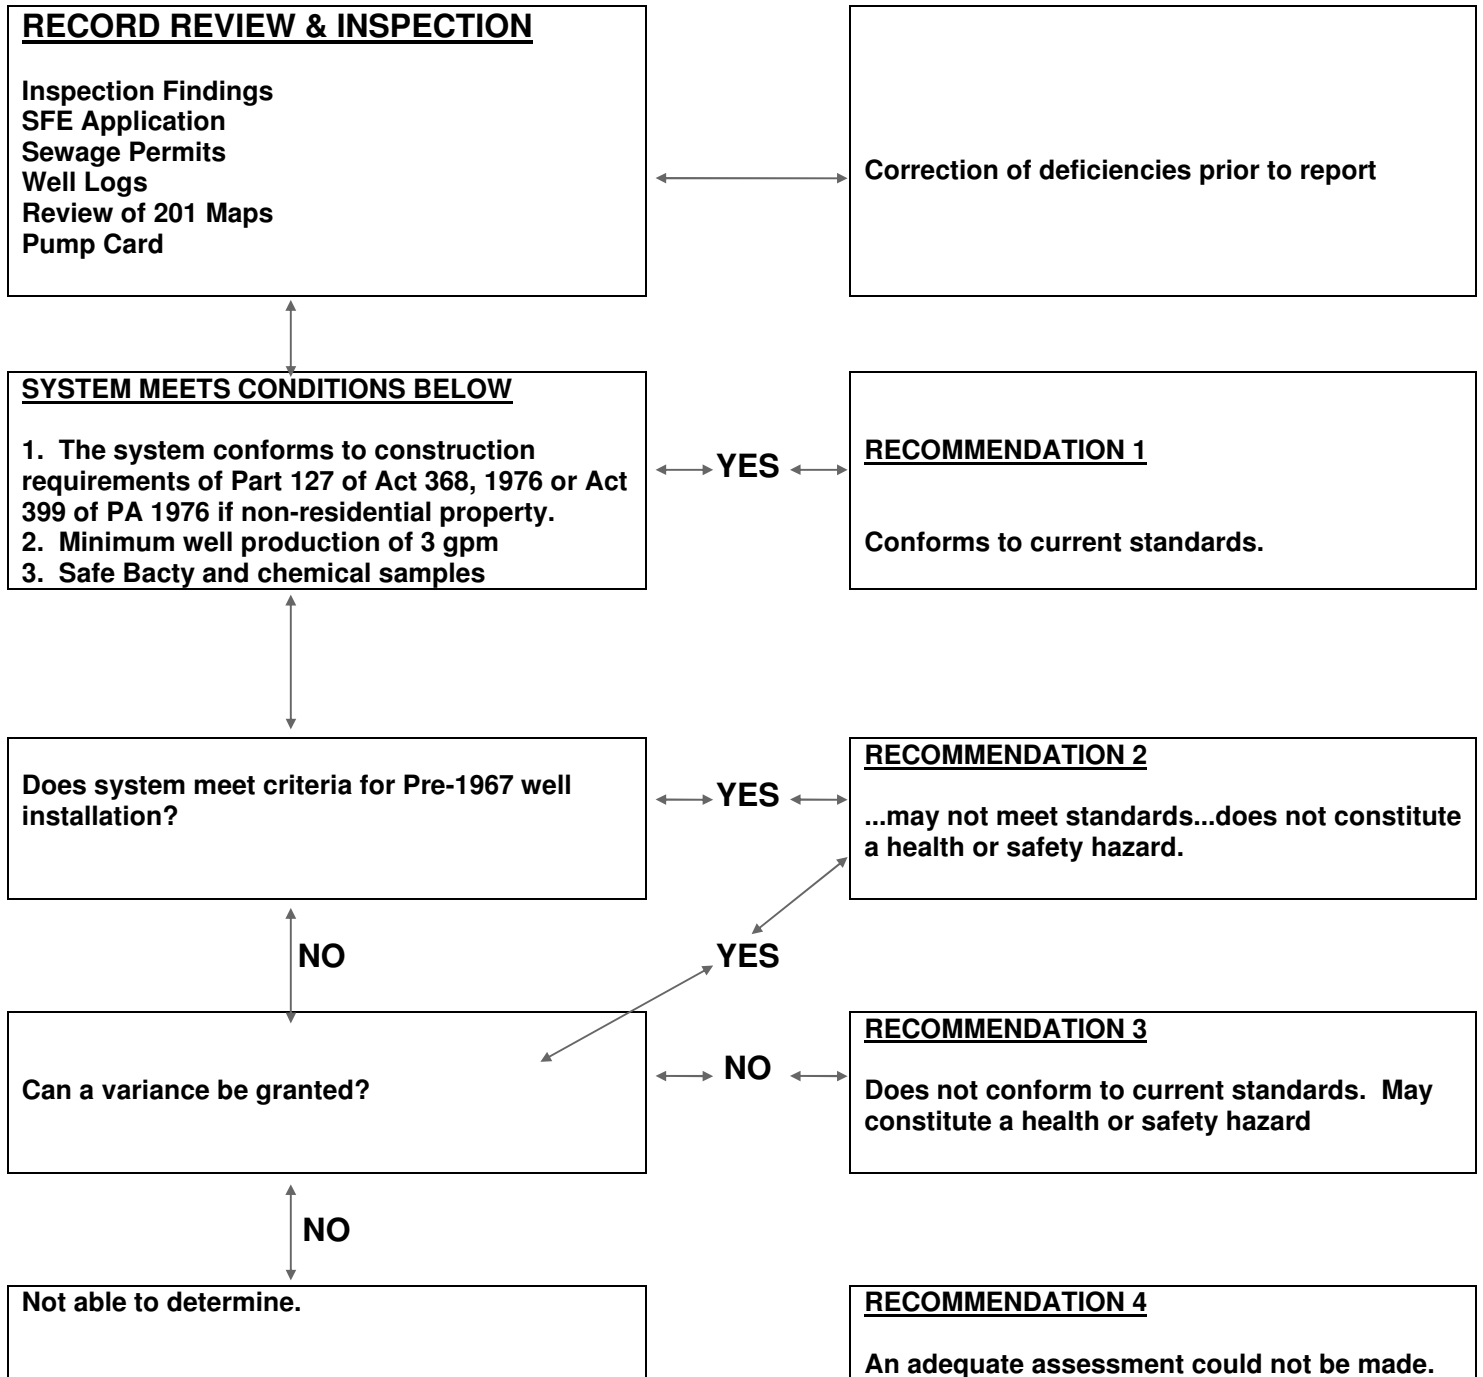 RECORD REVIEW & INSPECTION
Inspection Findings
SFE Application
Sewage Permits
Well Logs
Review of 201 Maps
Pump Card
Correction of deficiencies prior to report
SYSTEM MEETS CONDITIONS BELOW
1. The system conforms to construction
requirements of Part 127 of Act 368, 1976 or Act
399 of PA 1976 if non-residential property.
2. Minimum well production of 3 gpm
3. Safe Bacty and chemical samples
YES
RECOMMENDATION 1
Conforms to current standards.
Does system meet criteria for Pre-1967 well
installation?
YES
RECOMMENDATION 2
...may not meet standards...does not constitute
a health or safety hazard.
NO
YES
Can a variance be granted?
NO
RECOMMENDATION 3
Does not conform to current standards. May
constitute a health or safety hazard
NO
Not able to determine.
RECOMMENDATION 4
An adequate assessment could not be made.